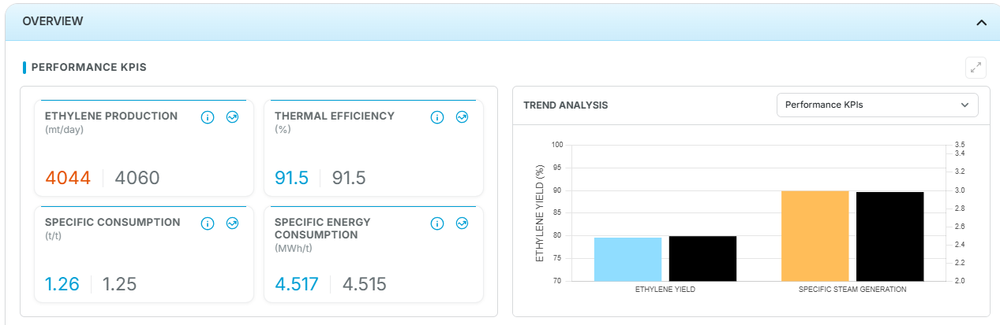 OVERVIEW
PERFORMANCE KPIS
ETHYLENE PRODUCTION
(mt/day)
4044 4060
THERMAL EFFICIENCY
(%)
91.5 91.5
SPECIFIC CONSUMPTION
(t/t)
1.26 1.25
SPECIFIC ENERGY
CONSUMPTION
(MWh/t)
4.517 4.515
TREND ANALYSIS
Performance KPIs
ETHYLENE YIELD (%)
100
95
90
85
80
75
70
3.5
3.4
3.2
3.0
2.8
2.6
2.4
2.2
2.0
ETHYLENE YIELD
SPECIFIC STEAM GENERATION